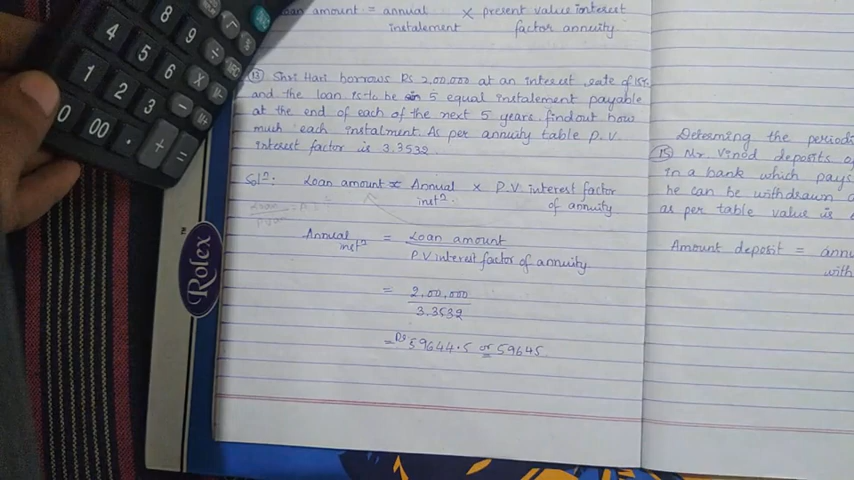 Loan amount = annual instalement × present value interest factor annuity
(13) Shri Hari borrows Rs 2,00,000 at an interest rate of 15%
and the loan is to be in 5 equal instalement payable
at the end of each of the next 5 years. find out how
much each instalment. As per annuity table P.V.
interest factor is 3.3532
Sol?: Loan amount = Annual inst? × P.V. interest factor of annuity
Annual inst? = Loan amount
P.V interest factor of annuity
= 2,00,000
3.3532
= Rs 59644.5 or 59645
Determing the periodi
(15) Mr. Vinod deposits of
in a bank which pays
he can be withdrawn a
as per table value is
Amount deposit = annu
with
Rolex
8
4 5 9 ÷
1 2 6 ×
0 00 3 −
. + =